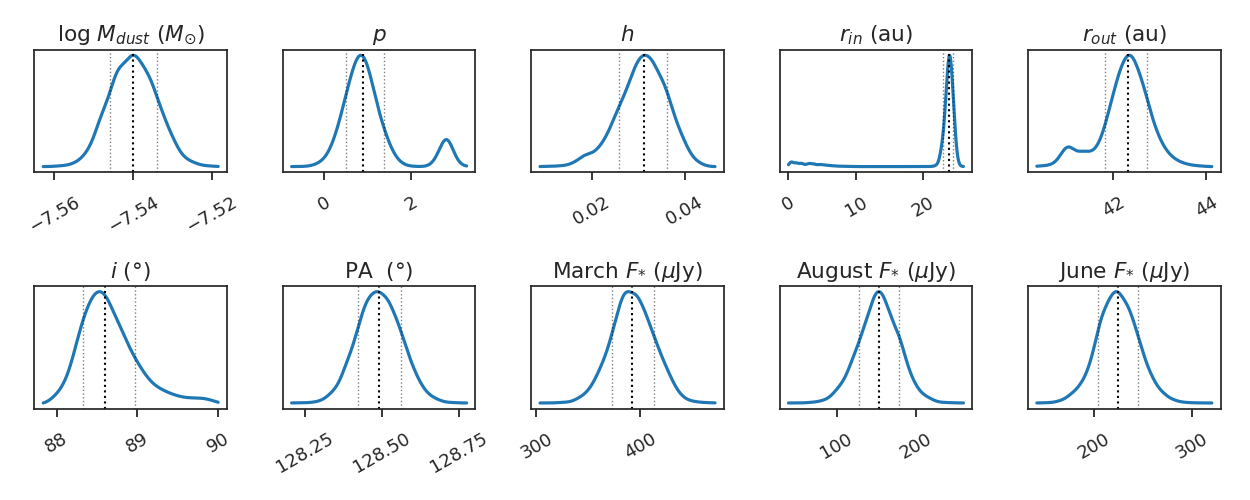 log M_dust (M_⊙) p h r_in (au) r_out (au)
−7.56 −7.54 −7.52 0 2 0.02 0.04 0 10 20 42 44
i (°) PA (°) March F_* (μJy) August F_* (μJy) June F_* (μJy)
88 89 90 128.25 128.50 128.75 300 400 100 200 200 300